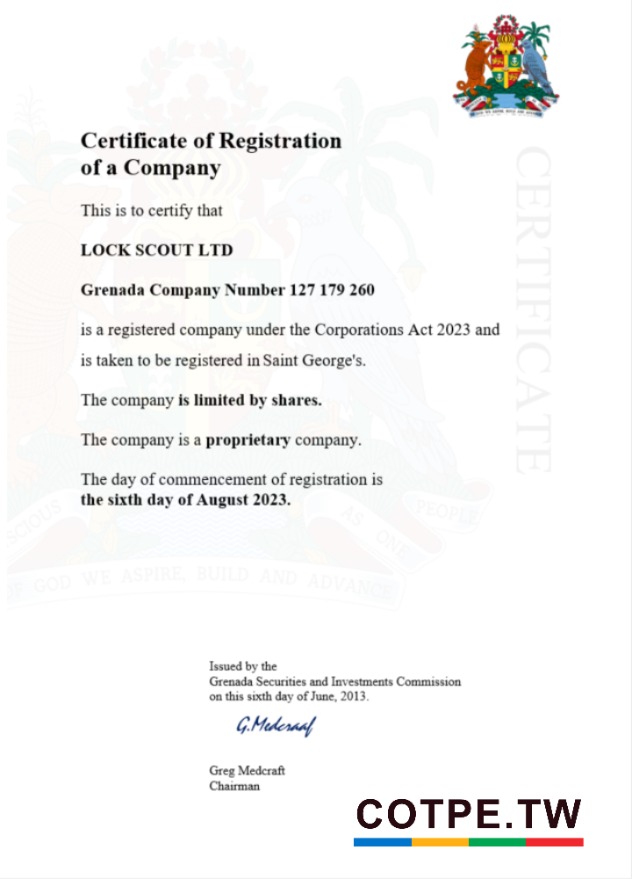 Certificate of Registration
of a Company
This is to certify that
LOCK SCOUT LTD
Grenada Company Number 127 179 260
is a registered company under the Corporations Act 2023 and
is taken to be registered in Saint George's.
The company is limited by shares.
The company is a proprietary company.
The day of commencement of registration is
the sixth day of August 2023.
CERTIFICATE
AS ONE
PEOPLE
OF GOD WE ASPIRE, BUILD AND ADVANCE
Issued by the
Grenada Securities and Investments Commission
on this sixth day of June, 2013.
G.Medcraaf
Greg Medcraft
Chairman
COTPE.TW